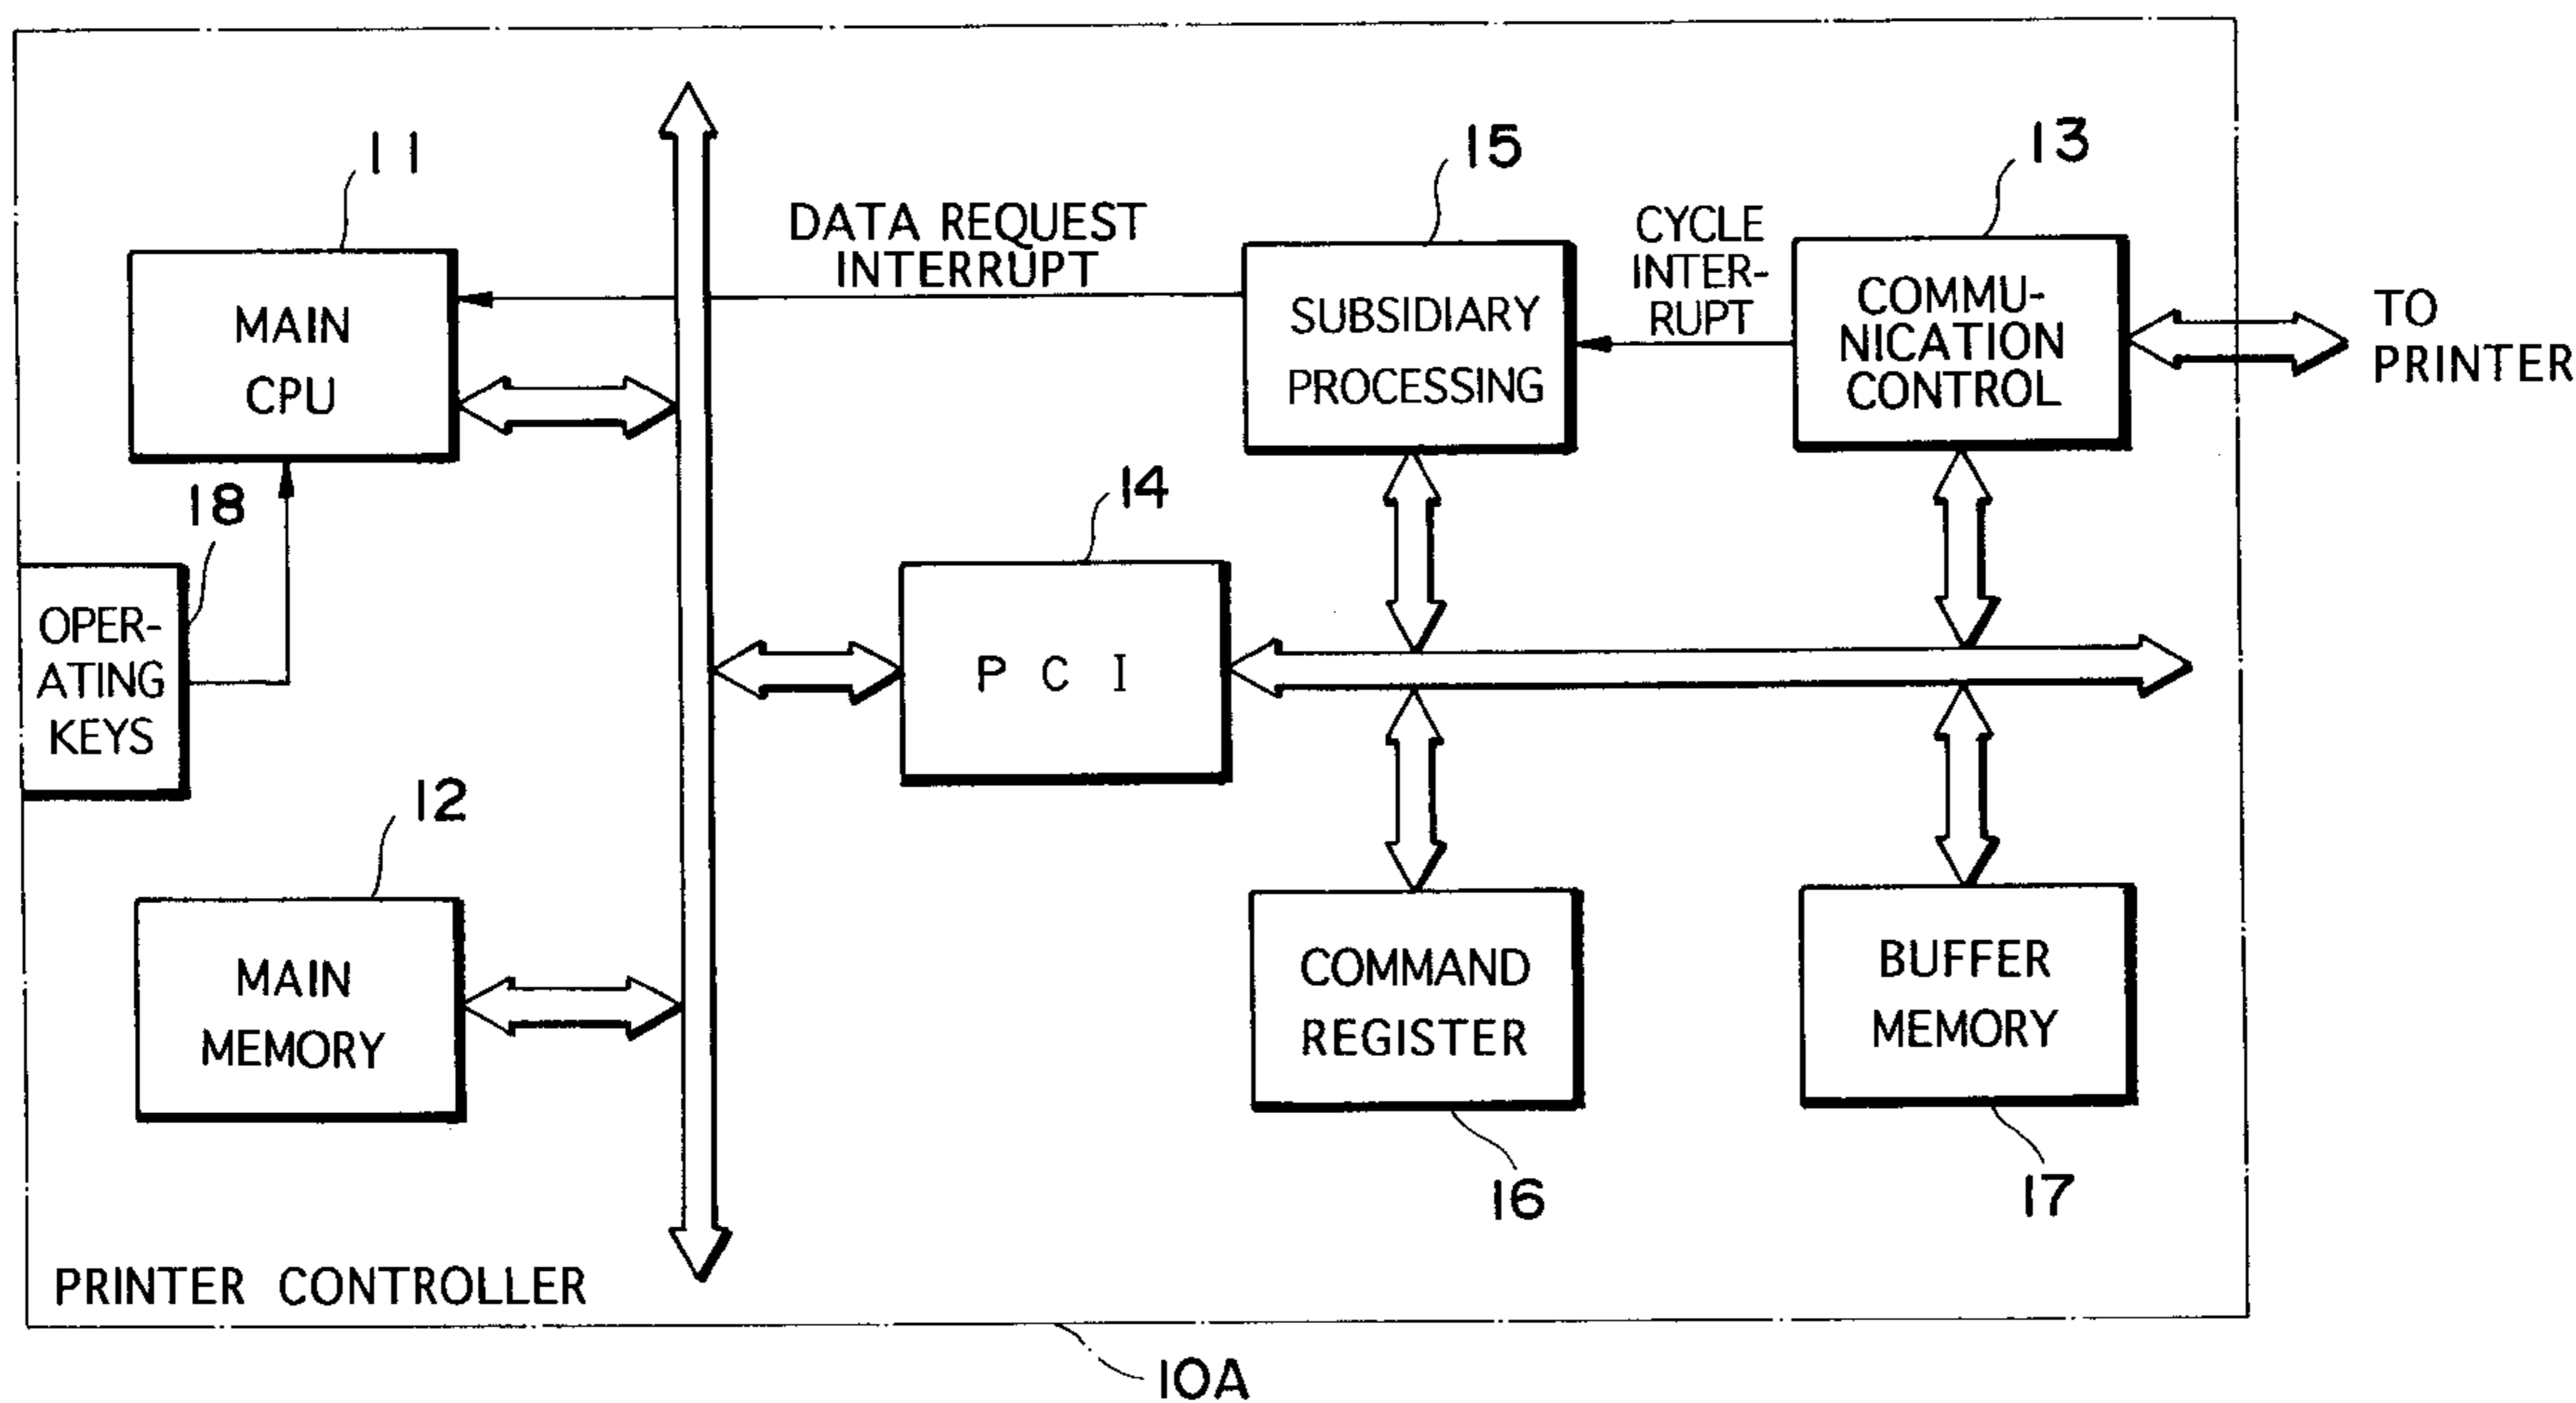 11
MAIN
CPU
DATA REQUEST
INTERRUPT
15
SUBSIDIARY
PROCESSING
CYCLE
INTER-
RUPT
13
COMMU-
NICATION
CONTROL
TO
PRINTER
18
OPER-
ATING
KEYS
14
P C I
12
MAIN
MEMORY
COMMAND
REGISTER
16
BUFFER
MEMORY
17
PRINTER CONTROLLER
10A